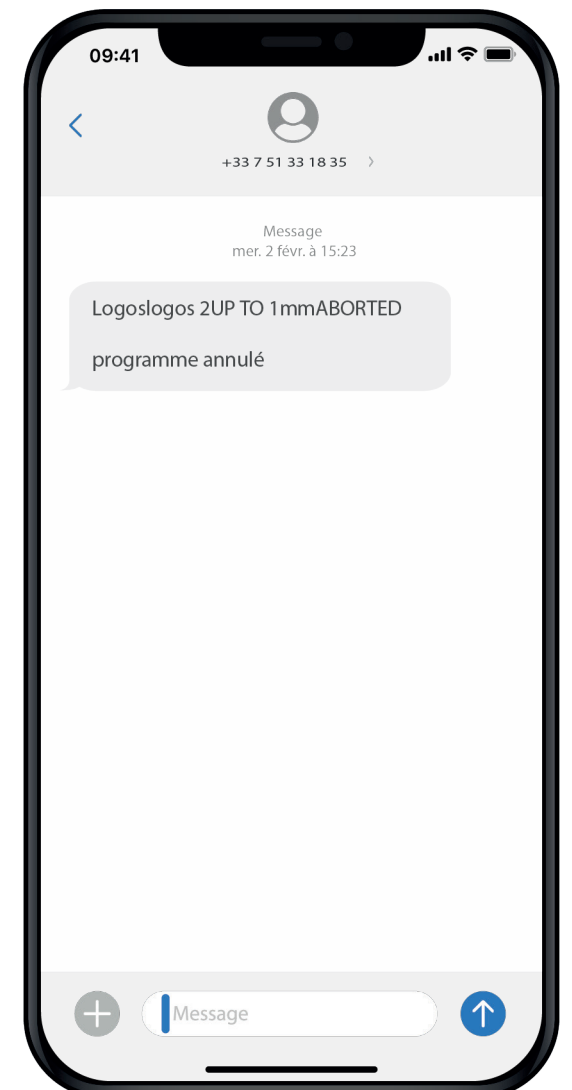 09:41
+33 7 51 33 18 35
Message
mer. 2 févr. à 15:23
Logoslogos 2UP TO 1mmABORTED
programme annulé
Message